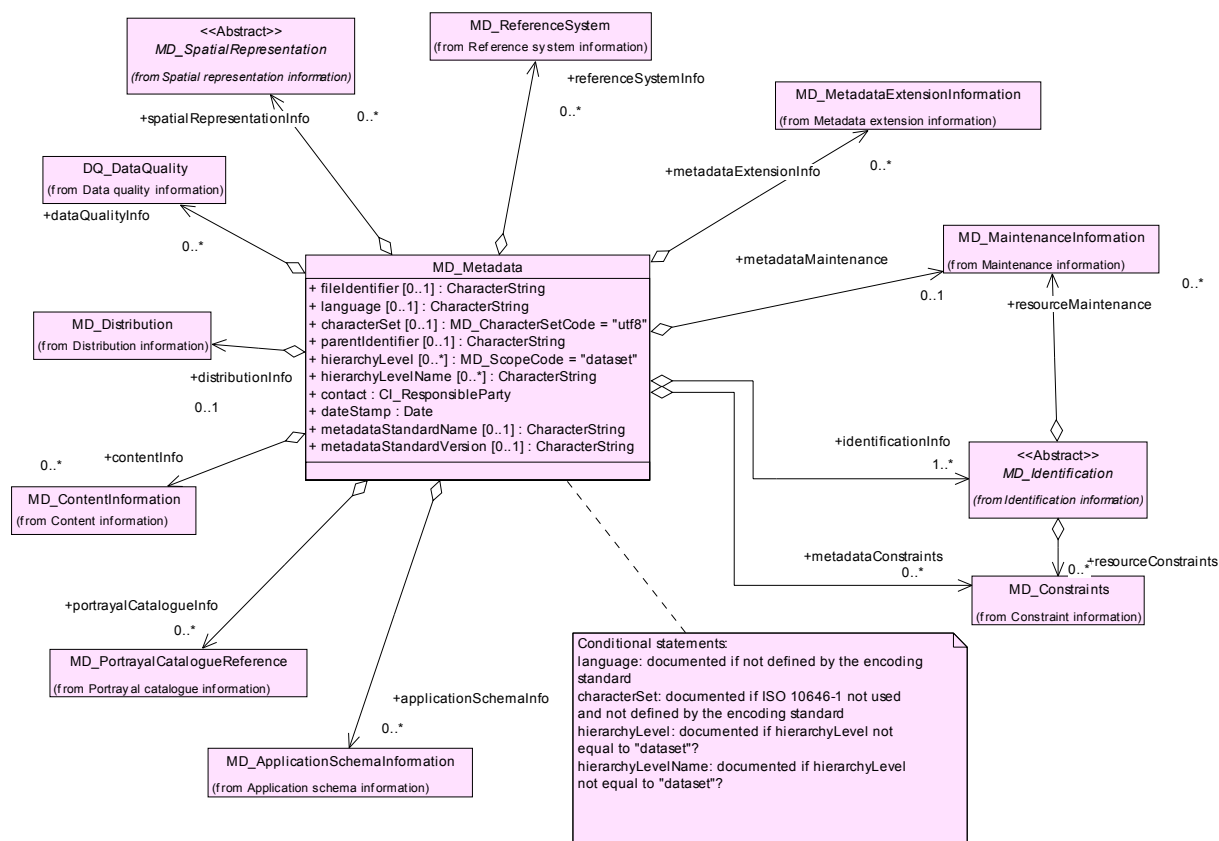 <<Abstract>>
MD_SpatialRepresentation
(from Spatial representation information)
+spatialRepresentationInfo
0..*
MD_ReferenceSystem
(from Reference system information)
+referenceSystemInfo
0..*
MD_MetadataExtensionInformation
(from Metadata extension information)
+metadataExtensionInfo
0..*
DQ_DataQuality
(from Data quality information)
+dataQualityInfo
0..*
MD_MaintenanceInformation
(from Maintenance information)
+metadataMaintenance
0..1
0..*
+resourceMaintenance
MD_Metadata
+ fileIdentifier [0..1] : CharacterString
+ language [0..1] : CharacterString
+ characterSet [0..1] : MD_CharacterSetCode = "utf8"
+ parentIdentifier [0..1] : CharacterString
+ hierarchyLevel [0..*] : MD_ScopeCode = "dataset"
+ hierarchyLevelName [0..*] : CharacterString
+ contact : CI_ResponsibleParty
+ dateStamp : Date
+ metadataStandardName [0..1] : CharacterString
+ metadataStandardVersion [0..1] : CharacterString
MD_Distribution
(from Distribution information)
+distributionInfo
0..1
+contentInfo
0..*
MD_ContentInformation
(from Content information)
+identificationInfo
1..*
<<Abstract>>
MD_Identification
(from Identification information)
+metadataConstraints
0..*
+resourceConstraints
0..*
MD_Constraints
(from Constraint information)
+portrayalCatalogueInfo
0..*
MD_PortrayalCatalogueReference
(from Portrayal catalogue information)
+applicationSchemaInfo
0..*
MD_ApplicationSchemaInformation
(from Application schema information)
Conditional statements:
language: documented if not defined by the encoding
standard
characterSet: documented if ISO 10646-1 not used
and not defined by the encoding standard
hierarchyLevel: documented if hierarchyLevel not
equal to "dataset"?
hierarchyLevelName: documented if hierarchyLevel
not equal to "dataset"?